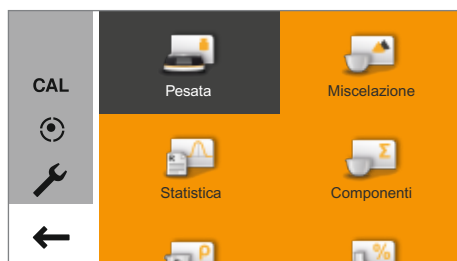 CAL
Pesata
Miscelazione
Σ
Statistica
Componenti
ρ
%